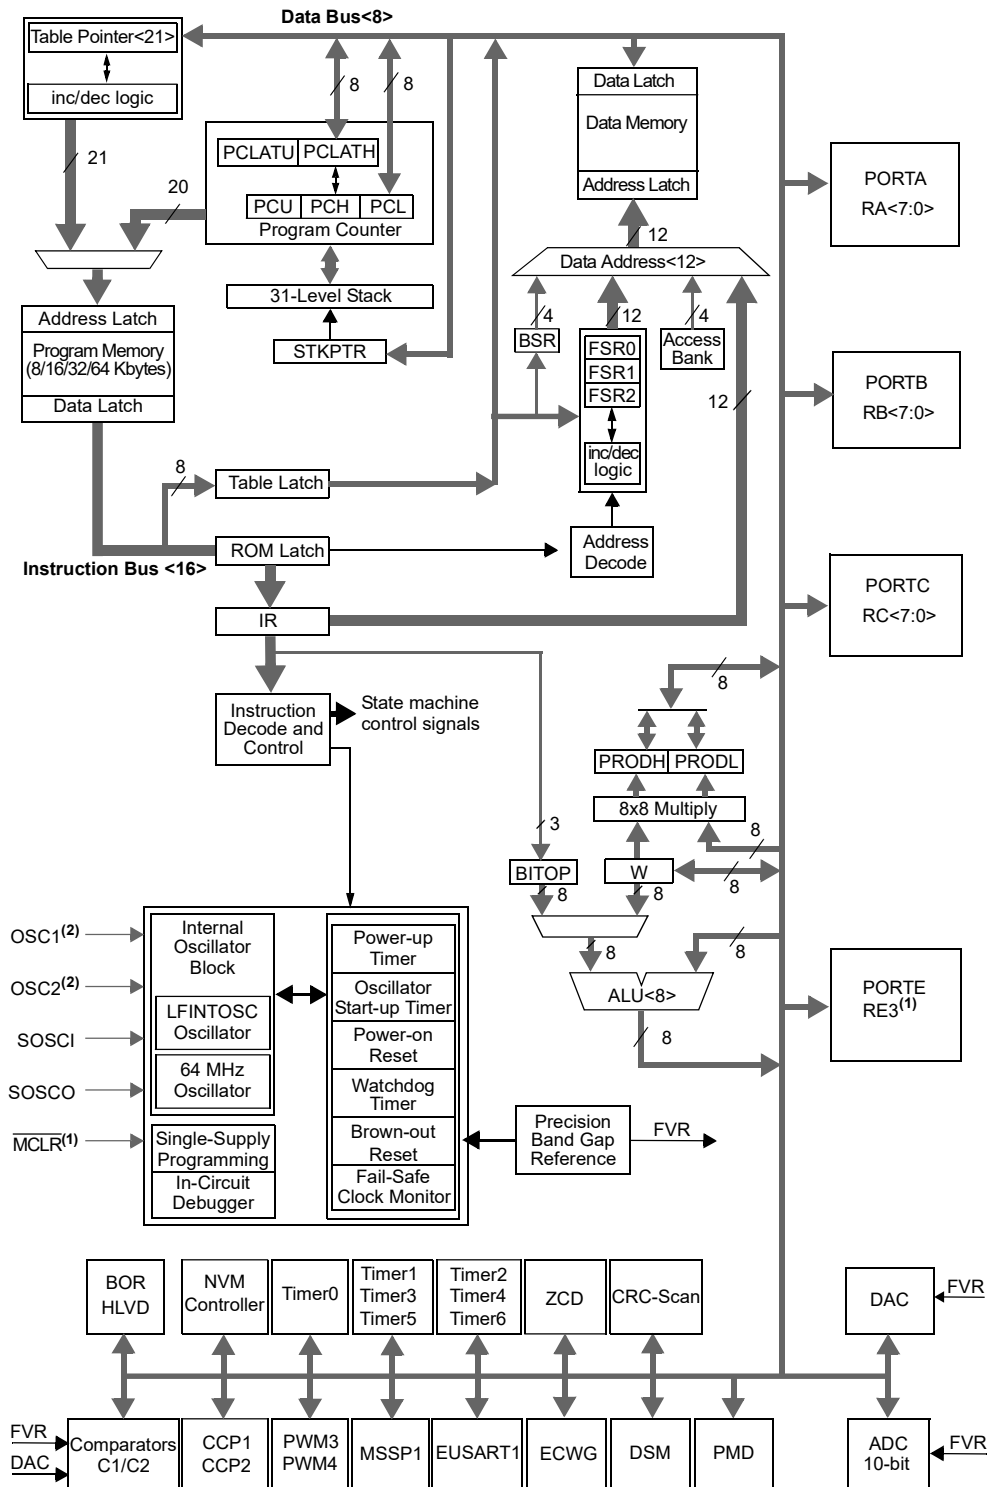 Data Bus<8>
Table Pointer<21>
inc/dec logic
21
20
8
8
PCLATU PCLATH
PCU PCH PCL
Program Counter
31-Level Stack
STKPTR
Data Latch
Data Memory
Address Latch
12
Data Address<12>
4
12
4
BSR
FSR0
FSR1
FSR2
inc/dec
logic
Access
Bank
12
Address
Decode
Address Latch
Program Memory
(8/16/32/64 Kbytes)
Data Latch
8
Table Latch
ROM Latch
Instruction Bus <16>
IR
Instruction
Decode and
Control
State machine
control signals
PORTA
RA<7:0>
PORTB
RB<7:0>
PORTC
RC<7:0>
8
PRODH PRODL
8x8 Multiply
3
8
BITOP
W
8
8
8
8
8
ALU<8>
8
PORTE
RE3(1)
OSC1(2)
OSC2(2)
SOSCI
SOSCO
MCLR(1)
Internal
Oscillator
Block
LFINTOSC
Oscillator
64 MHz
Oscillator
Single-Supply
Programming
In-Circuit
Debugger
Power-up
Timer
Oscillator
Start-up Timer
Power-on
Reset
Watchdog
Timer
Brown-out
Reset
Fail-Safe
Clock Monitor
Precision
Band Gap
Reference
FVR
BOR
HLVD
NVM
Controller
Timer0
Timer1
Timer3
Timer5
Timer2
Timer4
Timer6
ZCD
CRC-Scan
DAC
FVR
FVR
DAC
Comparators
C1/C2
CCP1
CCP2
PWM3
PWM4
MSSP1
EUSART1
ECWG
DSM
PMD
ADC
10-bit
FVR